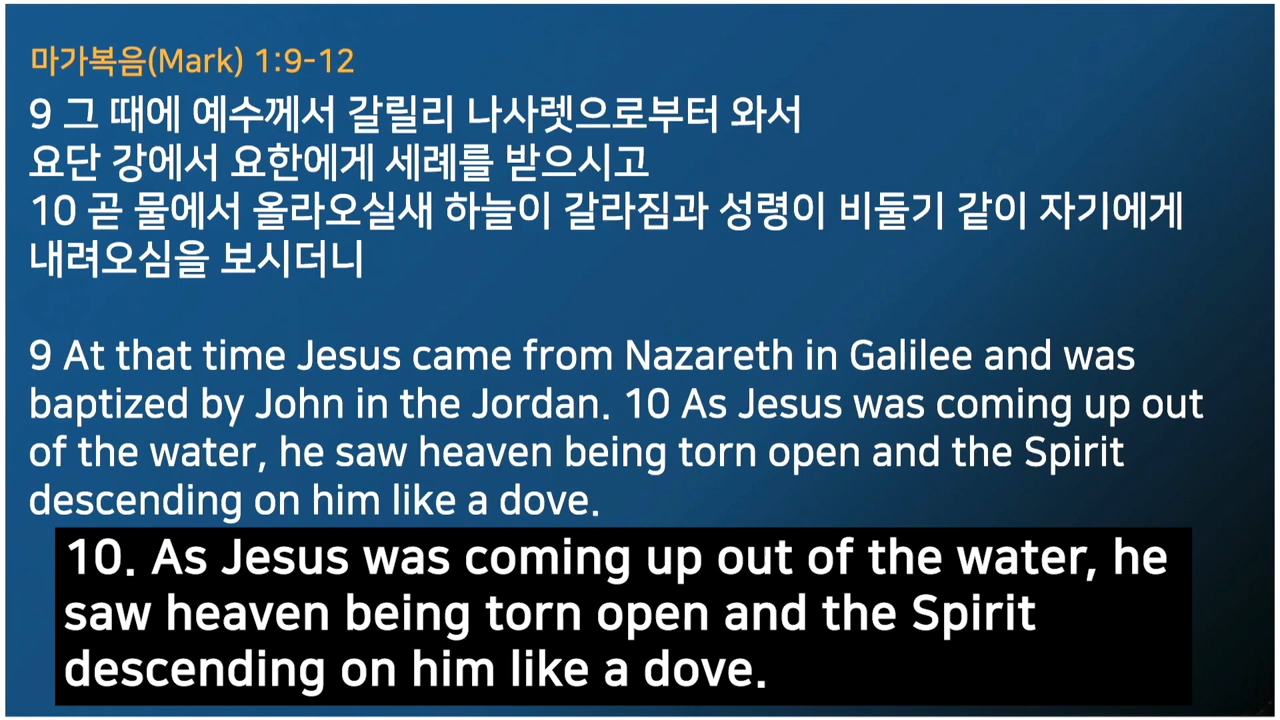 마가복음(Mark) 1:9-12
9 그 때에 예수께서 갈릴리 나사렛으로부터 와서
요단 강에서 요한에게 세례를 받으시고
10 곧 물에서 올라오실새 하늘이 갈라짐과 성령이 비둘기 같이 자기에게
내려오심을 보시더니
9 At that time Jesus came from Nazareth in Galilee and was
baptized by John in the Jordan. 10 As Jesus was coming up out
of the water, he saw heaven being torn open and the Spirit
descending on him like a dove.
10. As Jesus was coming up out of the water, he
saw heaven being torn open and the Spirit
descending on him like a dove.